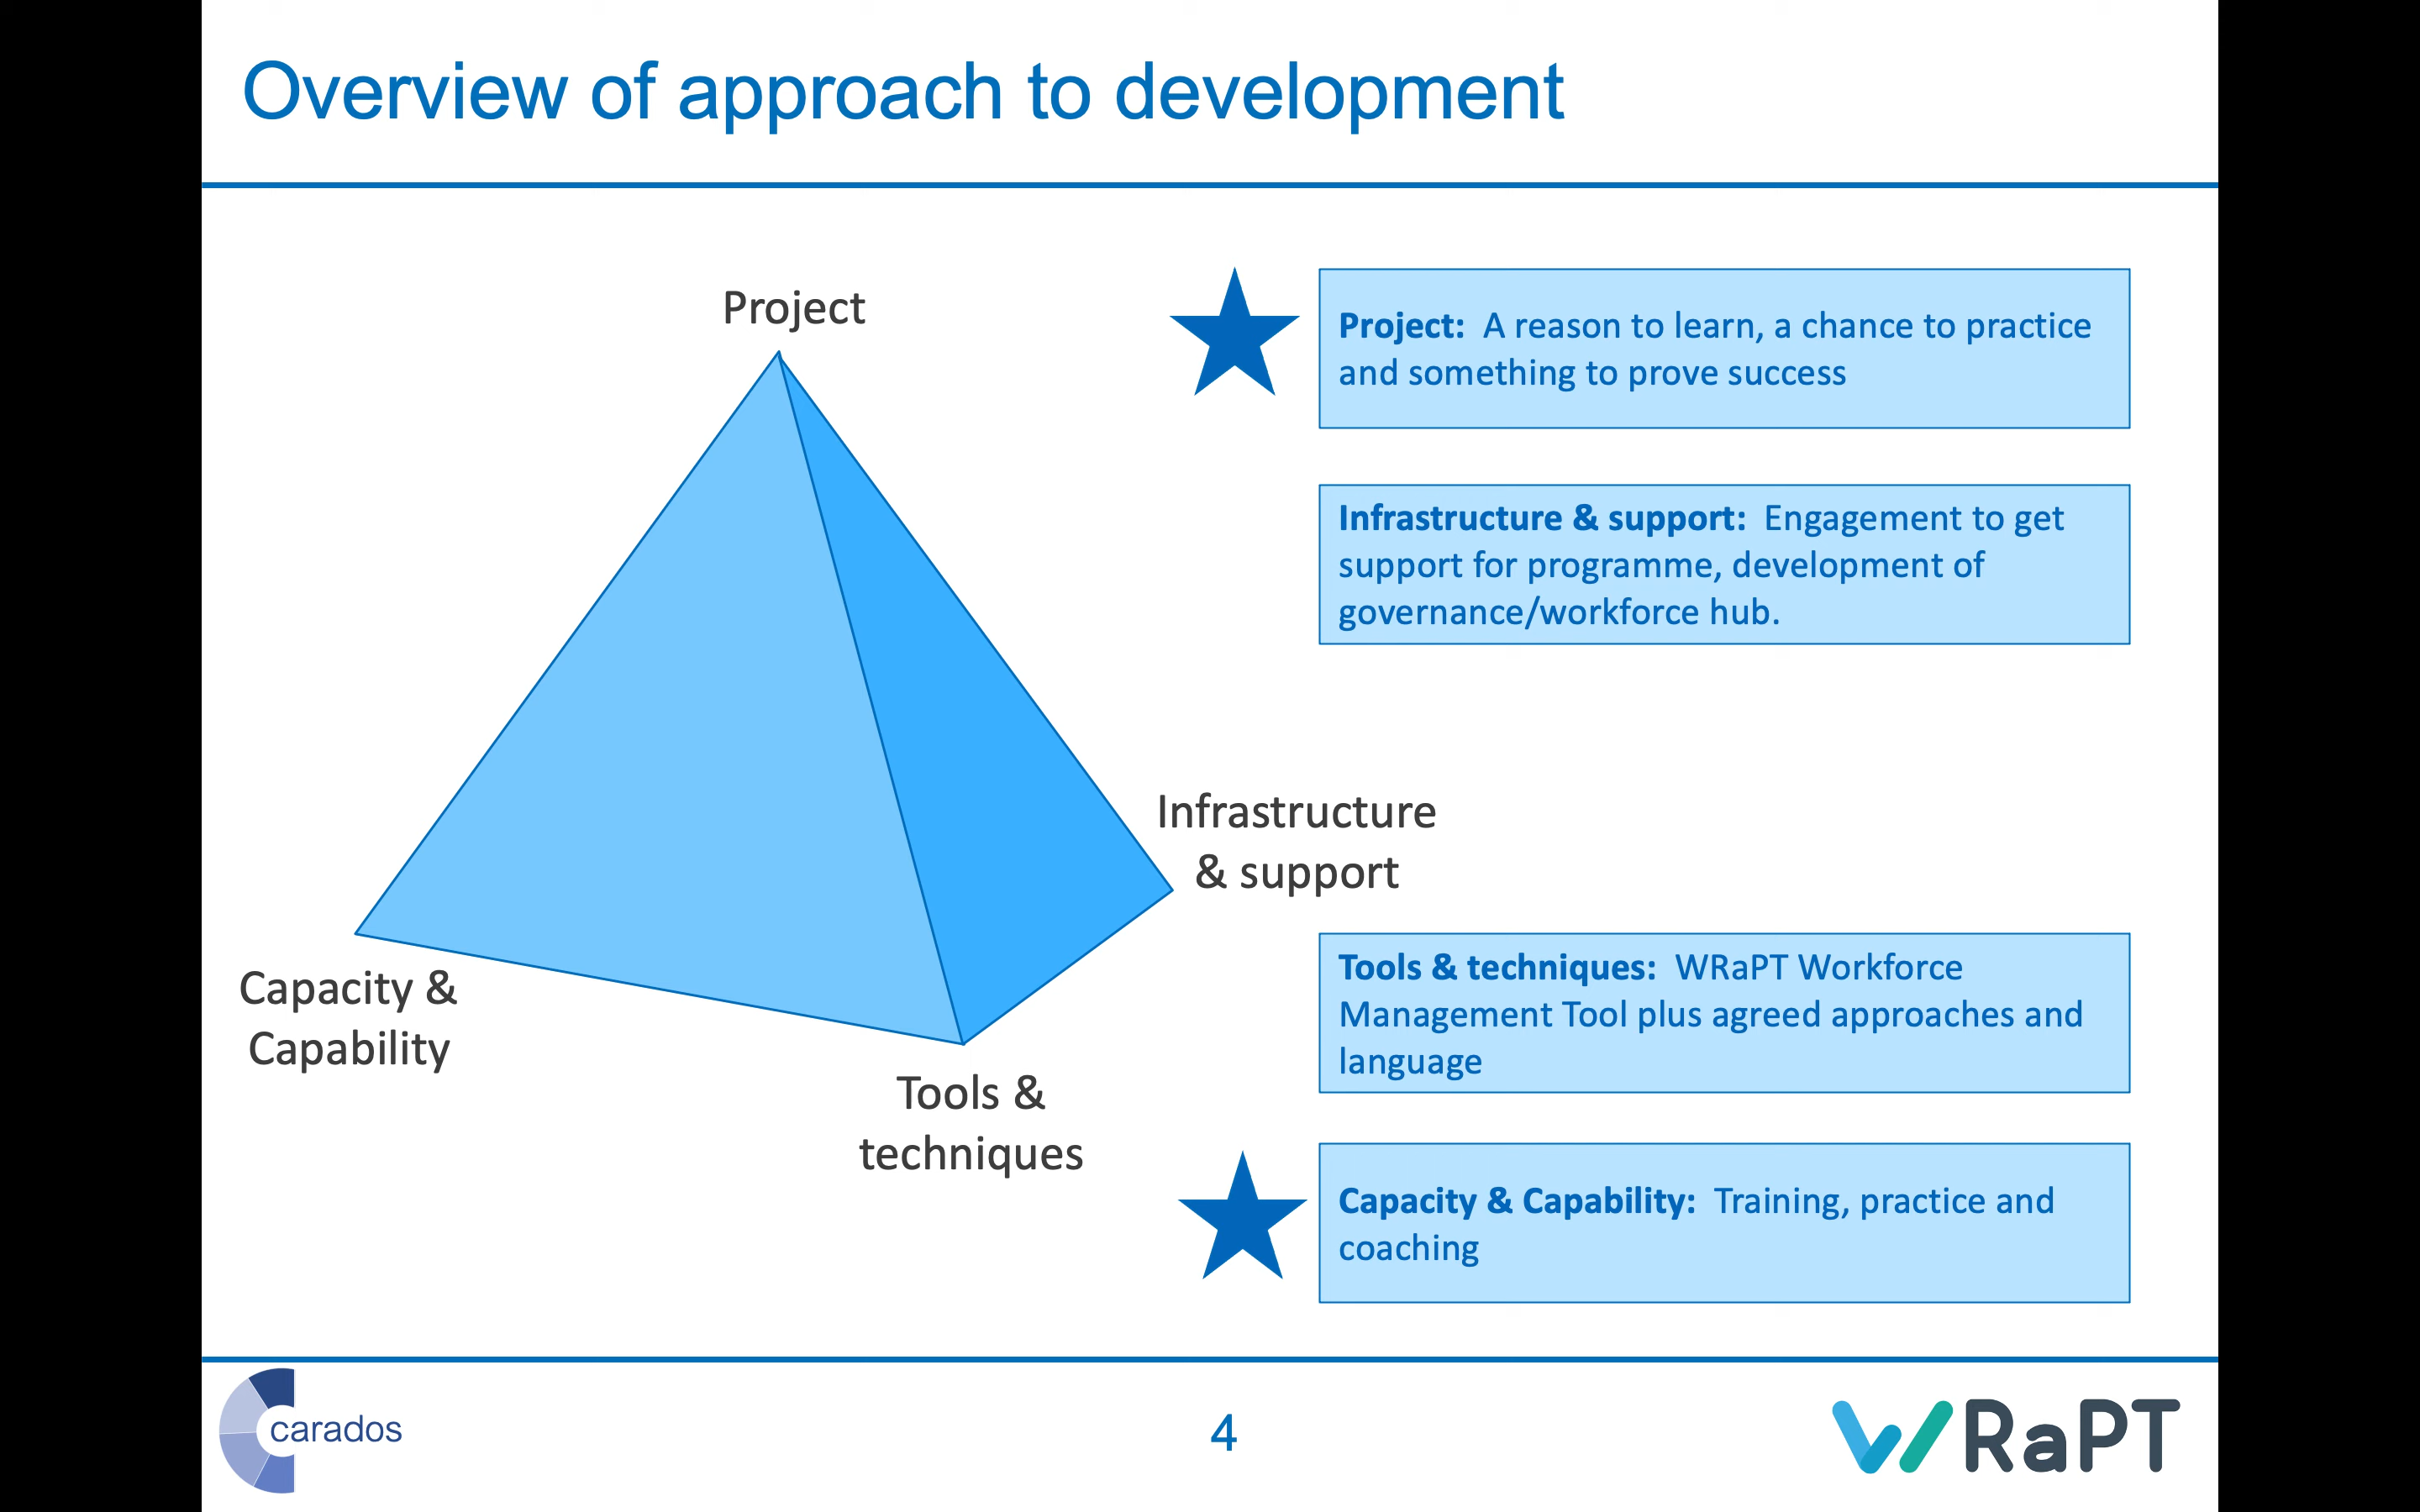 Overview of approach to development
Project
Project:  A reason to learn, a chance to practice
and something to prove success
Infrastructure & support:  Engagement to get
support for programme, development of
governance/workforce hub.
Infrastructure
& support
Capacity &
Capability
Tools &
techniques
Tools & techniques:  WRaPT Workforce
Management Tool plus agreed approaches and
language
Capacity & Capability:  Training, practice and
coaching
carados
4
WRaPT